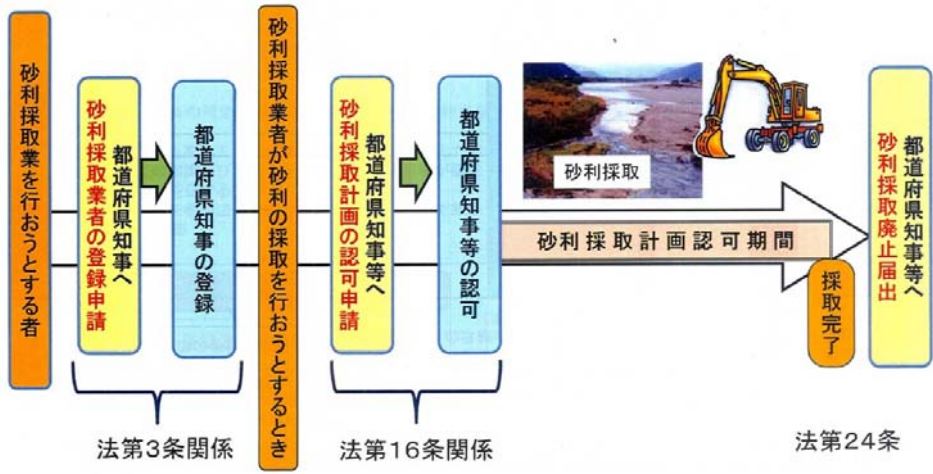 砂利採取業を行おうとする者
都道府県知事へ
砂利採取業者の登録申請
都道府県知事の登録
法第3条関係
砂利採取業者が砂利の採取を行おうとするとき
都道府県知事等へ
砂利採取計画の認可申請
都道府県知事等の認可
法第16条関係
砂利採取
砂利採取計画認可期間
採取完了
都道府県知事等へ
砂利採取廃止届出
法第24条